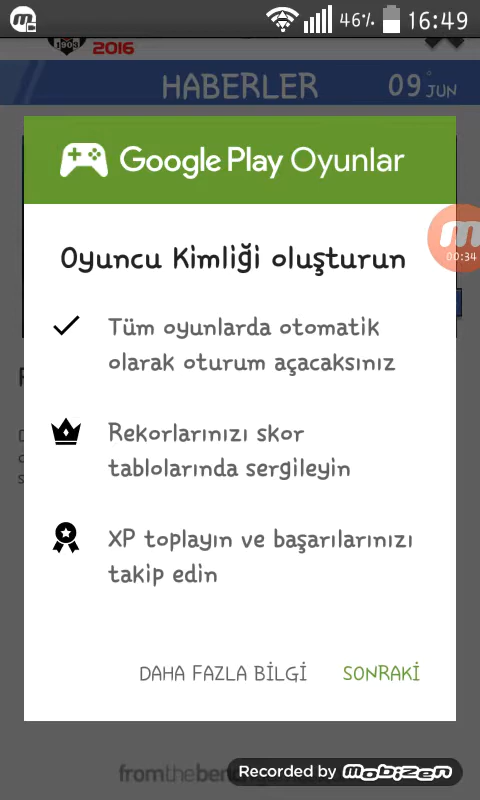 46%
16:49
1903
2016
HABERLER
09 JUN
Google Play Oyunlar
00:34
Oyuncu Kimliği oluşturun
Tüm oyunlarda otomatik
olarak oturum açacaksınız
Rekorlarınızı skor
tablolarında sergileyin
XP toplayın ve başarılarınızı
takip edin
DAHA FAZLA BİLGİ
SONRAKİ
fromthebench
Recorded by Mobizen